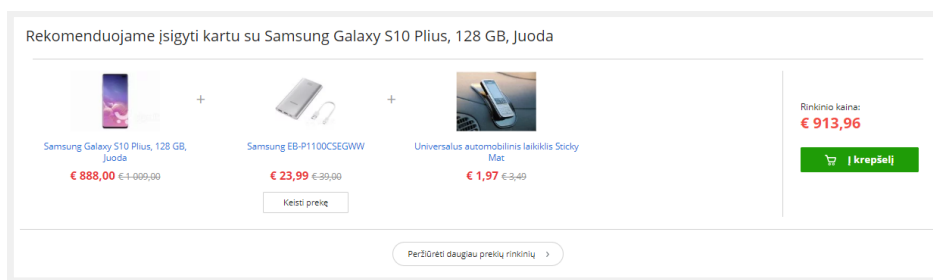 Rekomenduojame įsigyti kartu su Samsung Galaxy S10 Plius, 128 GB, Juoda
+
+
Samsung Galaxy S10 Plius, 128 GB,
Juoda
€ 888,00 € 1 009,00
Samsung EB-P1100CSEGWW
€ 23,99 € 39,00
Keisti prekę
Universalus automobilinis laikiklis Sticky
Mat
€ 1,97 € 3,49
Rinkinio kaina:
€ 913,96
Į krepšelį
Peržiūrėti daugiau prekių rinkinių >